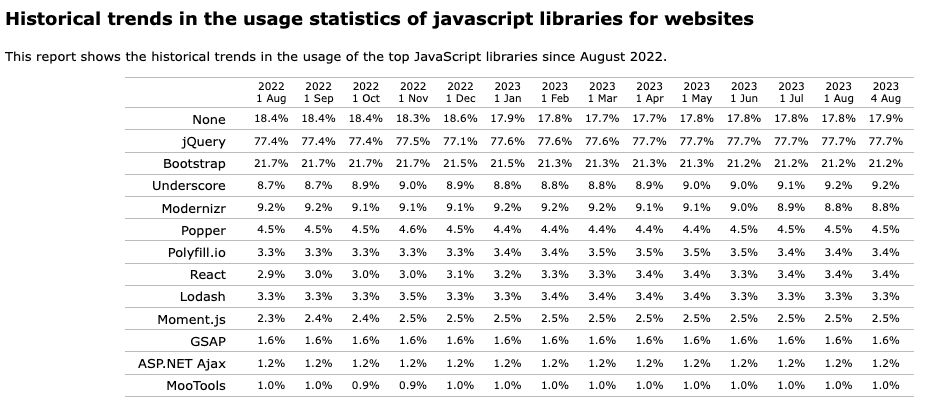 Historical trends in the usage statistics of javascript libraries for websites
This report shows the historical trends in the usage of the top JavaScript libraries since August 2022.
2022 2022 2022 2022 2022 2023 2023 2023 2023 2023 2023 2023 2023 2023
1 Aug 1 Sep 1 Oct 1 Nov 1 Dec 1 Jan 1 Feb 1 Mar 1 Apr 1 May 1 Jun 1 Jul 1 Aug 4 Aug
None 18.4% 18.4% 18.4% 18.3% 18.6% 17.9% 17.8% 17.7% 17.7% 17.8% 17.8% 17.8% 17.8% 17.9%
jQuery 77.4% 77.4% 77.4% 77.5% 77.1% 77.6% 77.6% 77.6% 77.7% 77.7% 77.7% 77.7% 77.7% 77.7%
Bootstrap 21.7% 21.7% 21.7% 21.7% 21.5% 21.5% 21.3% 21.3% 21.3% 21.3% 21.2% 21.2% 21.2% 21.2%
Underscore 8.7% 8.7% 8.9% 9.0% 8.9% 8.8% 8.8% 8.8% 8.9% 9.0% 9.0% 9.1% 9.2% 9.2%
Modernizr 9.2% 9.2% 9.1% 9.1% 9.1% 9.2% 9.2% 9.2% 9.1% 9.1% 9.0% 8.9% 8.8% 8.8%
Popper 4.5% 4.5% 4.5% 4.6% 4.5% 4.4% 4.4% 4.4% 4.4% 4.4% 4.5% 4.5% 4.5% 4.5%
Polyfill.io 3.3% 3.3% 3.3% 3.3% 3.3% 3.4% 3.4% 3.5% 3.5% 3.5% 3.5% 3.4% 3.4% 3.4%
React 2.9% 3.0% 3.0% 3.0% 3.1% 3.2% 3.3% 3.3% 3.4% 3.4% 3.3% 3.4% 3.4% 3.4%
Lodash 3.3% 3.3% 3.3% 3.5% 3.3% 3.3% 3.4% 3.4% 3.4% 3.4% 3.3% 3.3% 3.3% 3.3%
Moment.js 2.3% 2.4% 2.4% 2.5% 2.5% 2.5% 2.5% 2.5% 2.5% 2.5% 2.5% 2.5% 2.5% 2.5%
GSAP 1.6% 1.6% 1.6% 1.6% 1.6% 1.6% 1.6% 1.6% 1.6% 1.6% 1.6% 1.6% 1.6% 1.6%
ASP.NET Ajax 1.2% 1.2% 1.2% 1.2% 1.2% 1.2% 1.2% 1.2% 1.2% 1.2% 1.2% 1.2% 1.2% 1.2%
MooTools 1.0% 1.0% 0.9% 0.9% 1.0% 1.0% 1.0% 1.0% 1.0% 1.0% 1.0% 1.0% 1.0% 1.0%